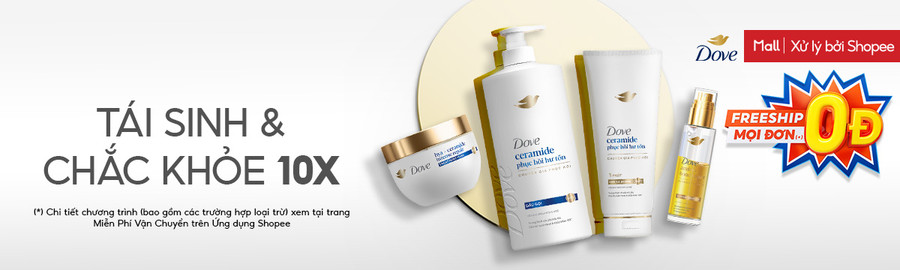 TÁI SINH &
CHẮC KHỎE 10X
(*) Chi tiết chương trình (bao gồm các trường hợp loại trừ) xem tại trang
Miễn Phí Vận Chuyển trên Ứng dụng Shopee
Dove
Dove
ceramide
phục hồi hư tổn
DẦU GỘI
Dove
ceramide
phục hồi hư tổn
Dove
Dove
Mall | Xử lý bởi Shopee
FREESHIP
MỌI ĐƠN(*)
0Đ